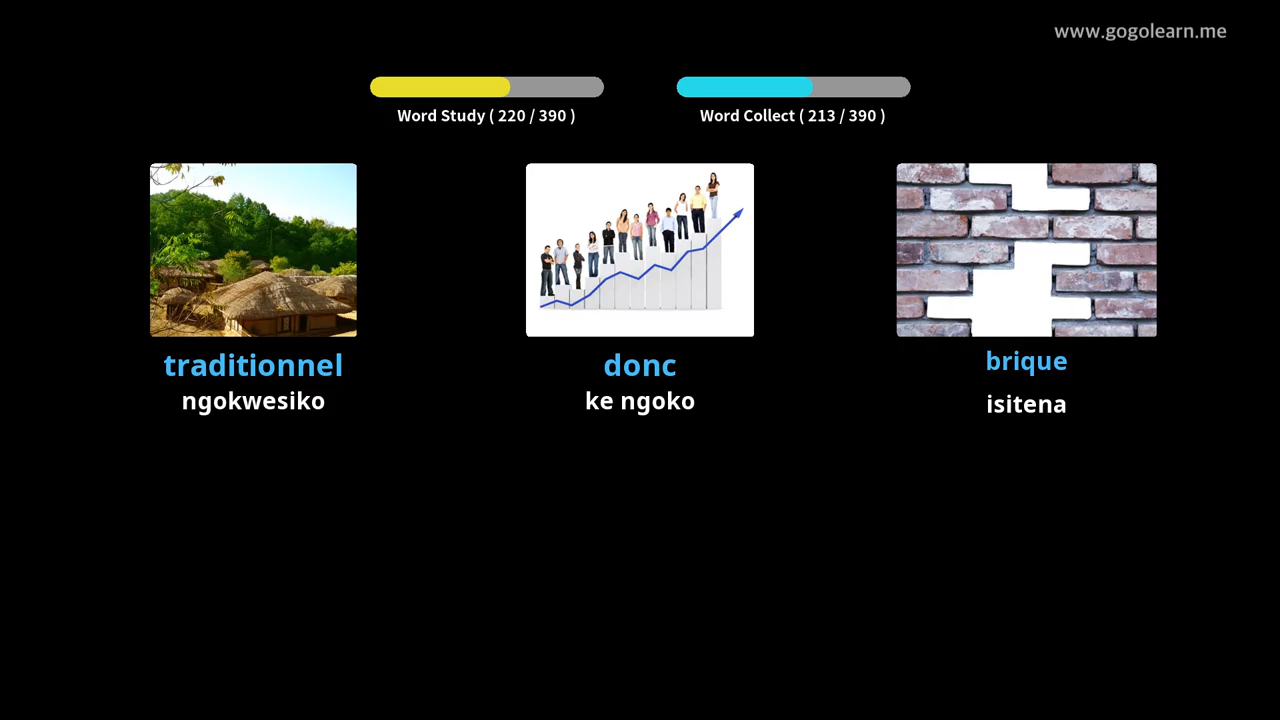 www.gogolearn.me
Word Study ( 220 / 390 )
Word Collect ( 213 / 390 )
traditionnel
ngokwesiko
donc
ke ngoko
brique
isitena